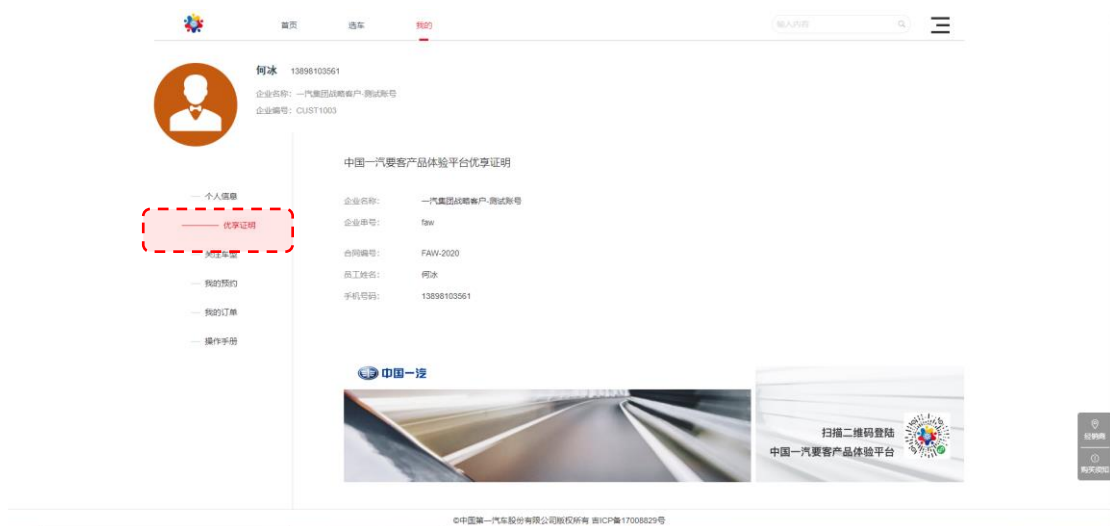 首页 选车 我的 输入内容
何冰 13898103561
企业名称：一汽集团战略客户-测试账号
企业编号：CUST1003
中国一汽要客产品体验平台优享证明
个人信息
优享证明
关注车型
我的预约
我的订单
操作手册
企业名称： 一汽集团战略客户-测试账号
企业串号： faw
合同编号： FAW-2020
员工姓名： 何冰
手机号码： 13898103561
中国一汽
扫描二维码登陆
中国一汽要客产品体验平台
经销商
购买须知
©中国第一汽车股份有限公司版权所有 吉ICP备17008829号